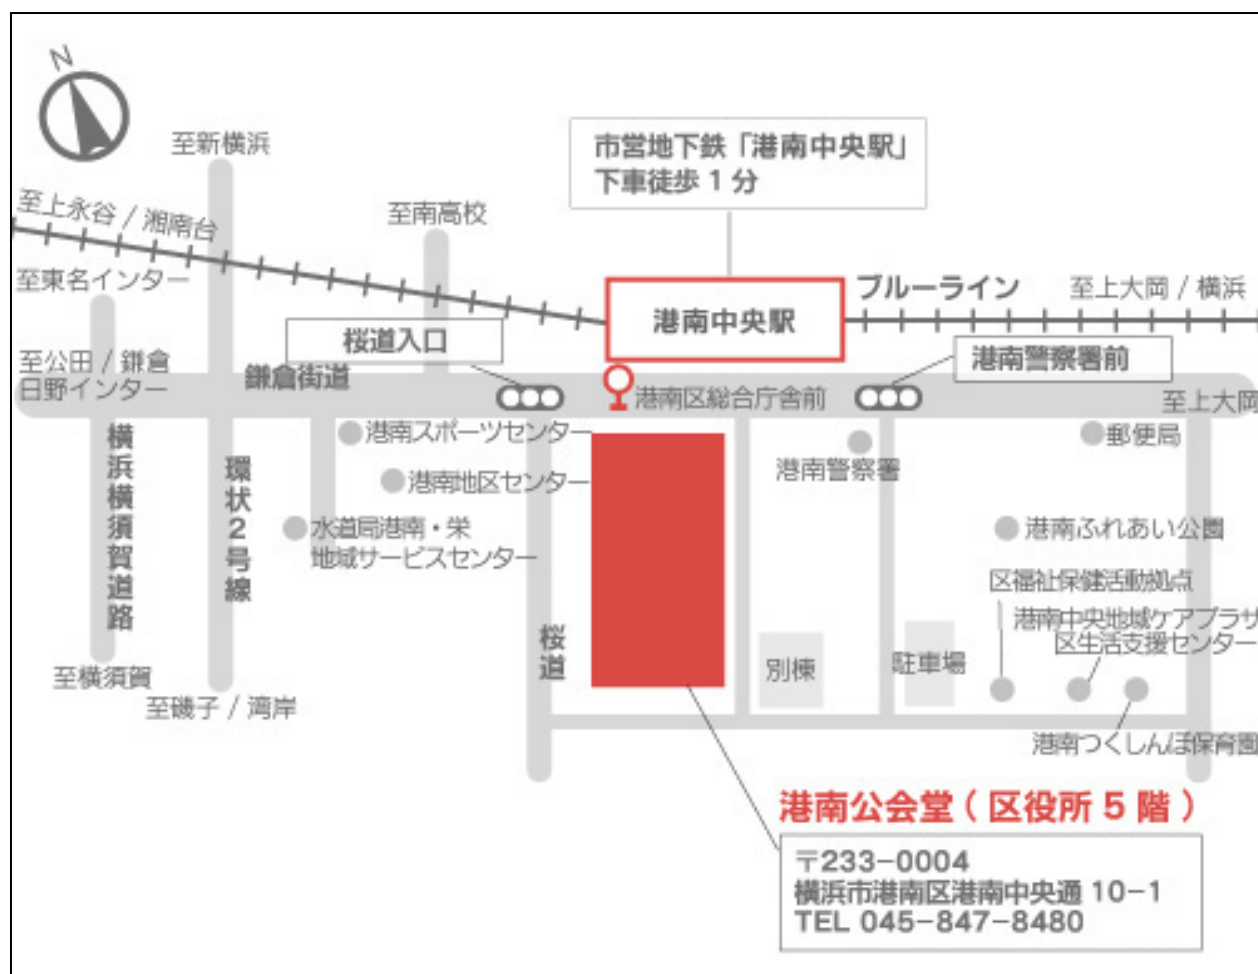 N
至新横浜
市営地下鉄「港南中央駅」
下車徒歩1分
至上永谷 / 湘南台
至南高校
至東名インター
ブルーライン
至上大岡 / 横浜
港南中央駅
桜道入口
港南警察署前
至公田 / 鎌倉
日野インター
鎌倉街道
港南区総合庁舎前
至上大岡
横浜横須賀道路
環状2号線
港南スポーツセンター
港南地区センター
水道局港南・栄
地域サービスセンター
港南警察署
郵便局
港南ふれあい公園
区福祉保健活動拠点
港南中央地域ケアプラザ
区生活支援センター
桜道
別棟
駐車場
至横須賀
至磯子 / 湾岸
港南つくしんぼ保育園
港南公会堂(区役所5階)
〒233-0004
横浜市港南区港南中央通10-1
TEL 045-847-8480